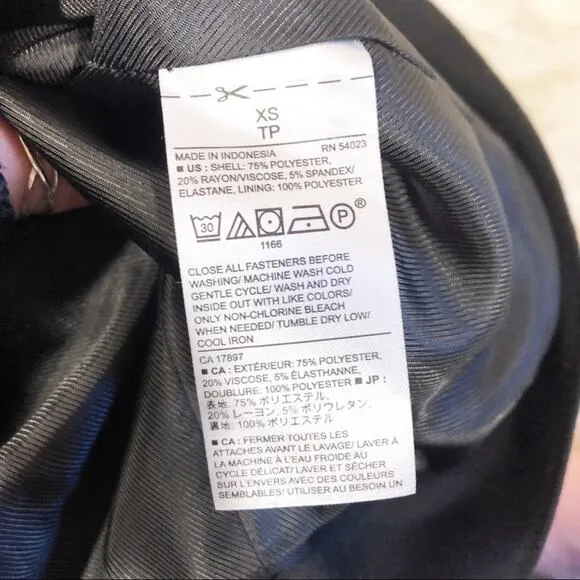 XS
TP
MADE IN INDONESIA RN 54023
■ US : SHELL: 75% POLYESTER,
20% RAYON/VISCOSE, 5% SPANDEX/
ELASTANE, LINING: 100% POLYESTER
30 P ®
1166
CLOSE ALL FASTENERS BEFORE
WASHING/ MACHINE WASH COLD
GENTLE CYCLE/ WASH AND DRY
INSIDE OUT WITH LIKE COLORS/
ONLY NON-CHLORINE BLEACH
WHEN NEEDED/ TUMBLE DRY LOW/
COOL IRON
CA 17897
■ CA : EXTÉRIEUR: 75% POLYESTER,
20% VISCOSE, 5% ÉLASTHANNE,
DOUBLURE: 100% POLYESTER ■ JP :
表地: 75% ポリエステル,
20% レーヨン, 5% ポリウレタン,
裏地: 100% ポリエステル
■ CA : FERMER TOUTES LES
ATTACHES AVANT LE LAVAGE/ LAVER À
LA MACHINE À L'EAU FROIDE AU
CYCLE DÉLICAT/ LAVER ET SÉCHER
SUR L'ENVERS AVEC DES COULEURS
SEMBLABLES/ UTILISER AU BESOIN UN